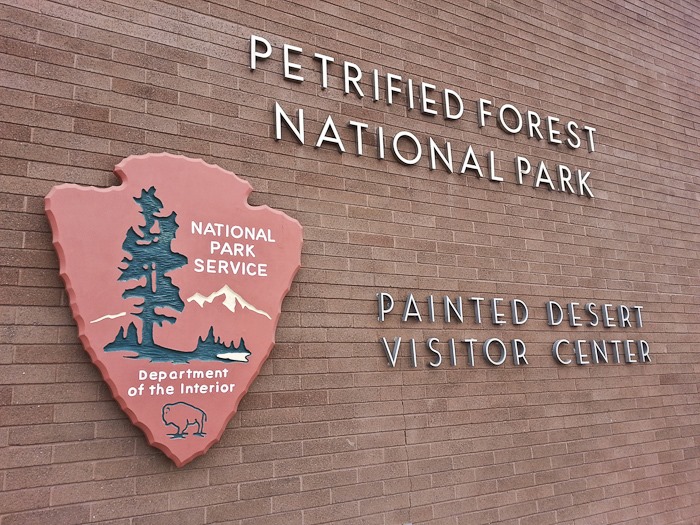 PETRIFIED FOREST
NATIONAL PARK
NATIONAL
PARK
SERVICE
Department
of the Interior
PAINTED DESERT
VISITOR CENTER